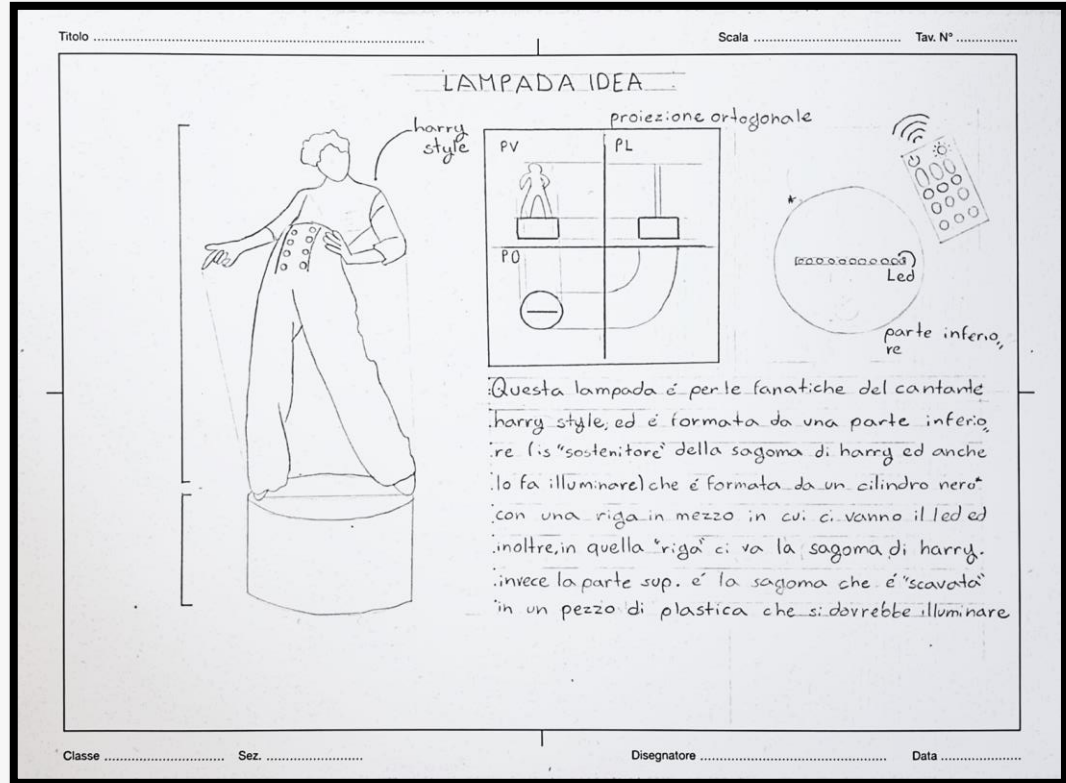 Titolo
Scala
Tav. N°
LAMPADA IDEA
harry
style
proiezione ortogonale
PV
PL
PO
*
Led
parte inferio,,
re
Questa lampada é per le fanatiche del cantante
harry style, ed é formata da una parte inferio,,
re (is "sostenitore" della sagoma di harry ed anche
lo fa illuminare) che é formata da un cilindro nero*
con una riga in mezzo in cui ci vanno il led ed
inoltre, in quella "riga" ci va la sagoma di harry.
invece la parte sup. e' la sagoma che é "scavata"
in un pezzo di plastica che si dovrebbe illuminare
Classe
Sez.
Disegnatore
Data